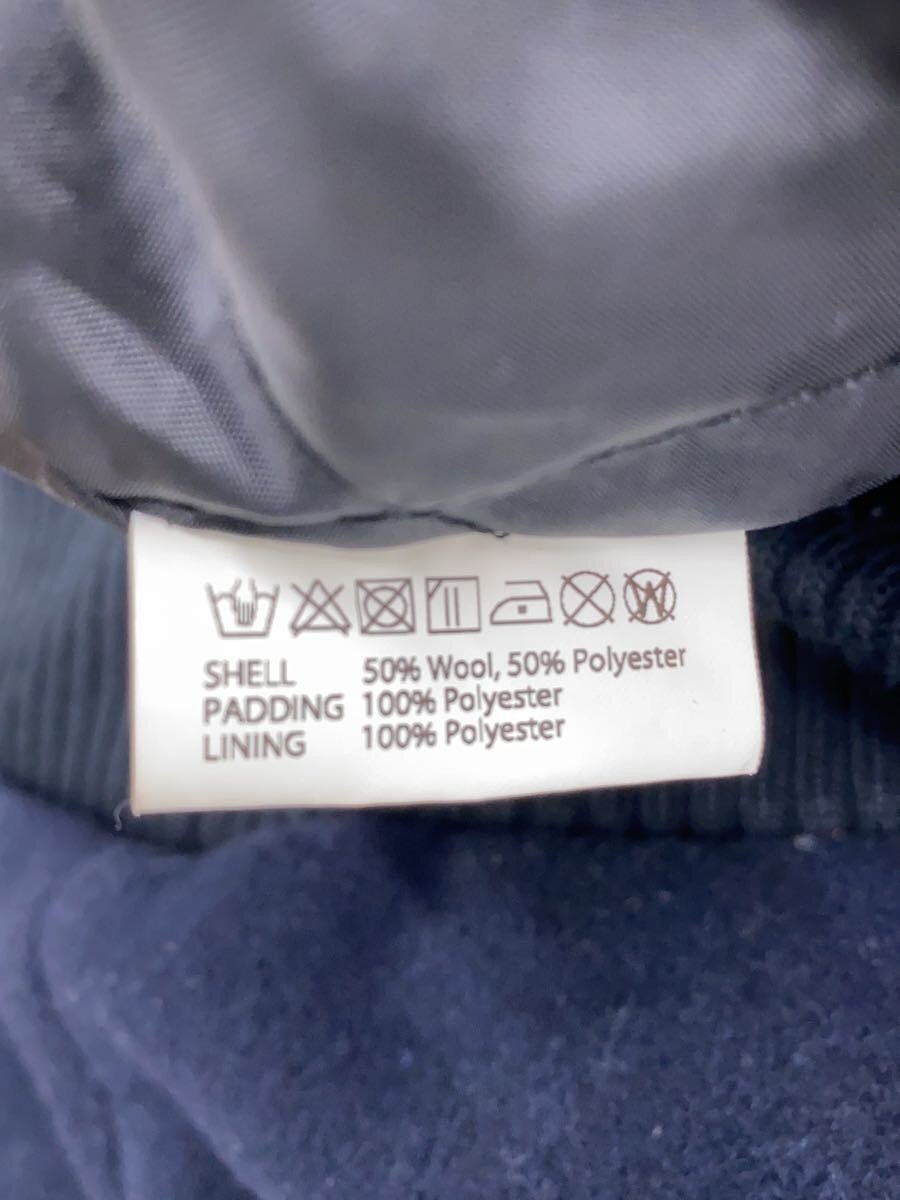 SHELL 50% Wool, 50% Polyester
PADDING 100% Polyester
LINING 100% Polyester